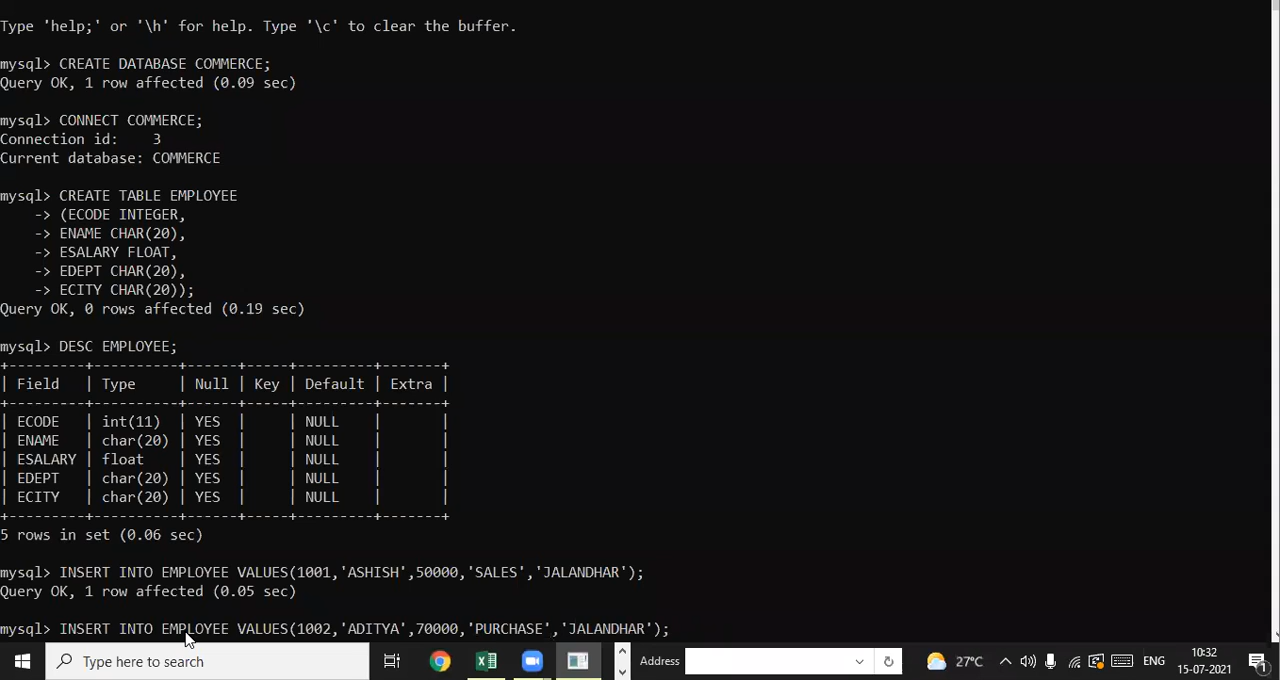 Type 'help;' or '\h' for help. Type '\c' to clear the buffer.
mysql> CREATE DATABASE COMMERCE;
Query OK, 1 row affected (0.09 sec)
mysql> CONNECT COMMERCE;
Connection id:    3
Current database: COMMERCE
mysql> CREATE TABLE EMPLOYEE
    -> (ECODE INTEGER,
    -> ENAME CHAR(20),
    -> ESALARY FLOAT,
    -> EDEPT CHAR(20),
    -> ECITY CHAR(20));
Query OK, 0 rows affected (0.19 sec)
mysql> DESC EMPLOYEE;
+---------+----------+------+-----+---------+-------+
| Field   | Type     | Null | Key | Default | Extra |
+---------+----------+------+-----+---------+-------+
| ECODE   | int(11)  | YES  |     | NULL    |       |
| ENAME   | char(20) | YES  |     | NULL    |       |
| ESALARY | float    | YES  |     | NULL    |       |
| EDEPT   | char(20) | YES  |     | NULL    |       |
| ECITY   | char(20) | YES  |     | NULL    |       |
+---------+----------+------+-----+---------+-------+
5 rows in set (0.06 sec)
mysql> INSERT INTO EMPLOYEE VALUES(1001,'ASHISH',50000,'SALES','JALANDHAR');
Query OK, 1 row affected (0.05 sec)
mysql> INSERT INTO EMPLOYEE VALUES(1002,'ADITYA',70000,'PURCHASE','JALANDHAR');
Type here to search
Address
27°C
ENG
10:32
15-07-2021
1